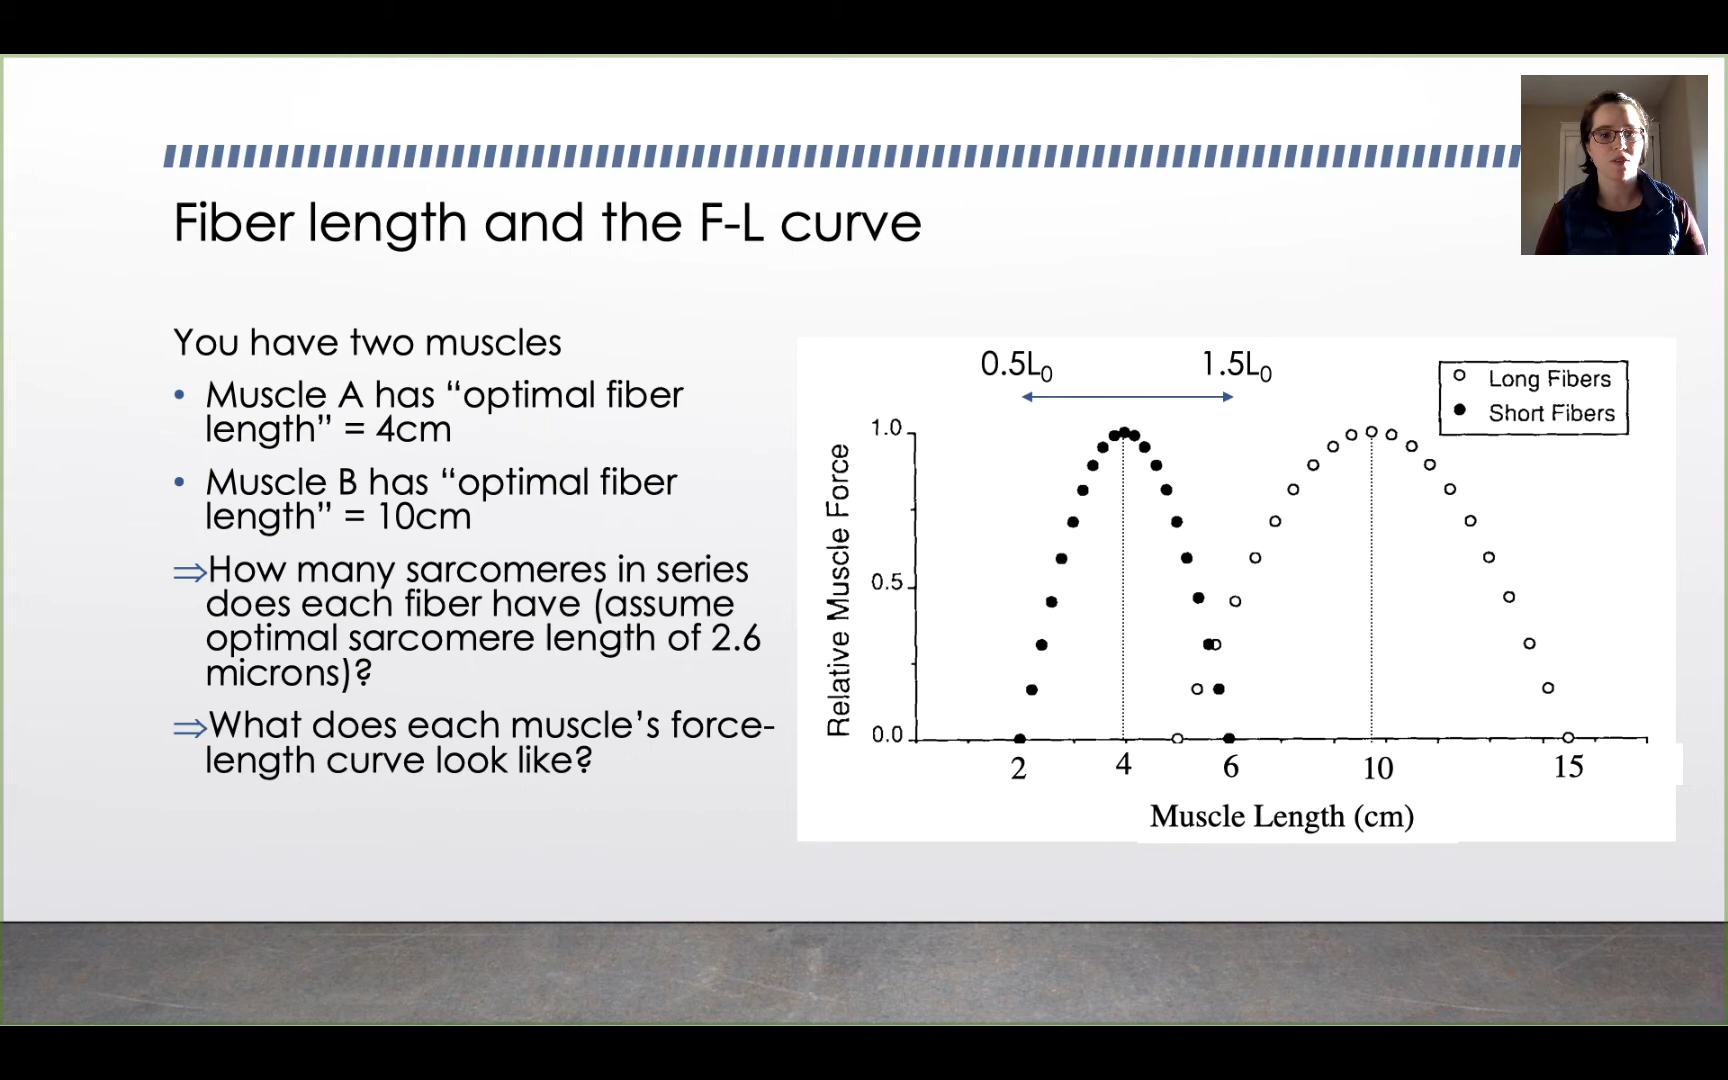 Fiber length and the F-L curve
You have two muscles
• Muscle A has “optimal fiber
length” = 4cm
• Muscle B has “optimal fiber
length” = 10cm
⇒How many sarcomeres in series
does each fiber have (assume
optimal sarcomere length of 2.6
microns)?
⇒What does each muscle’s force-
length curve look like?
0.5L₀ 1.5L₀
Long Fibers
Short Fibers
Relative Muscle Force
1.0
0.5
0.0
2 4 6 10 15
Muscle Length (cm)